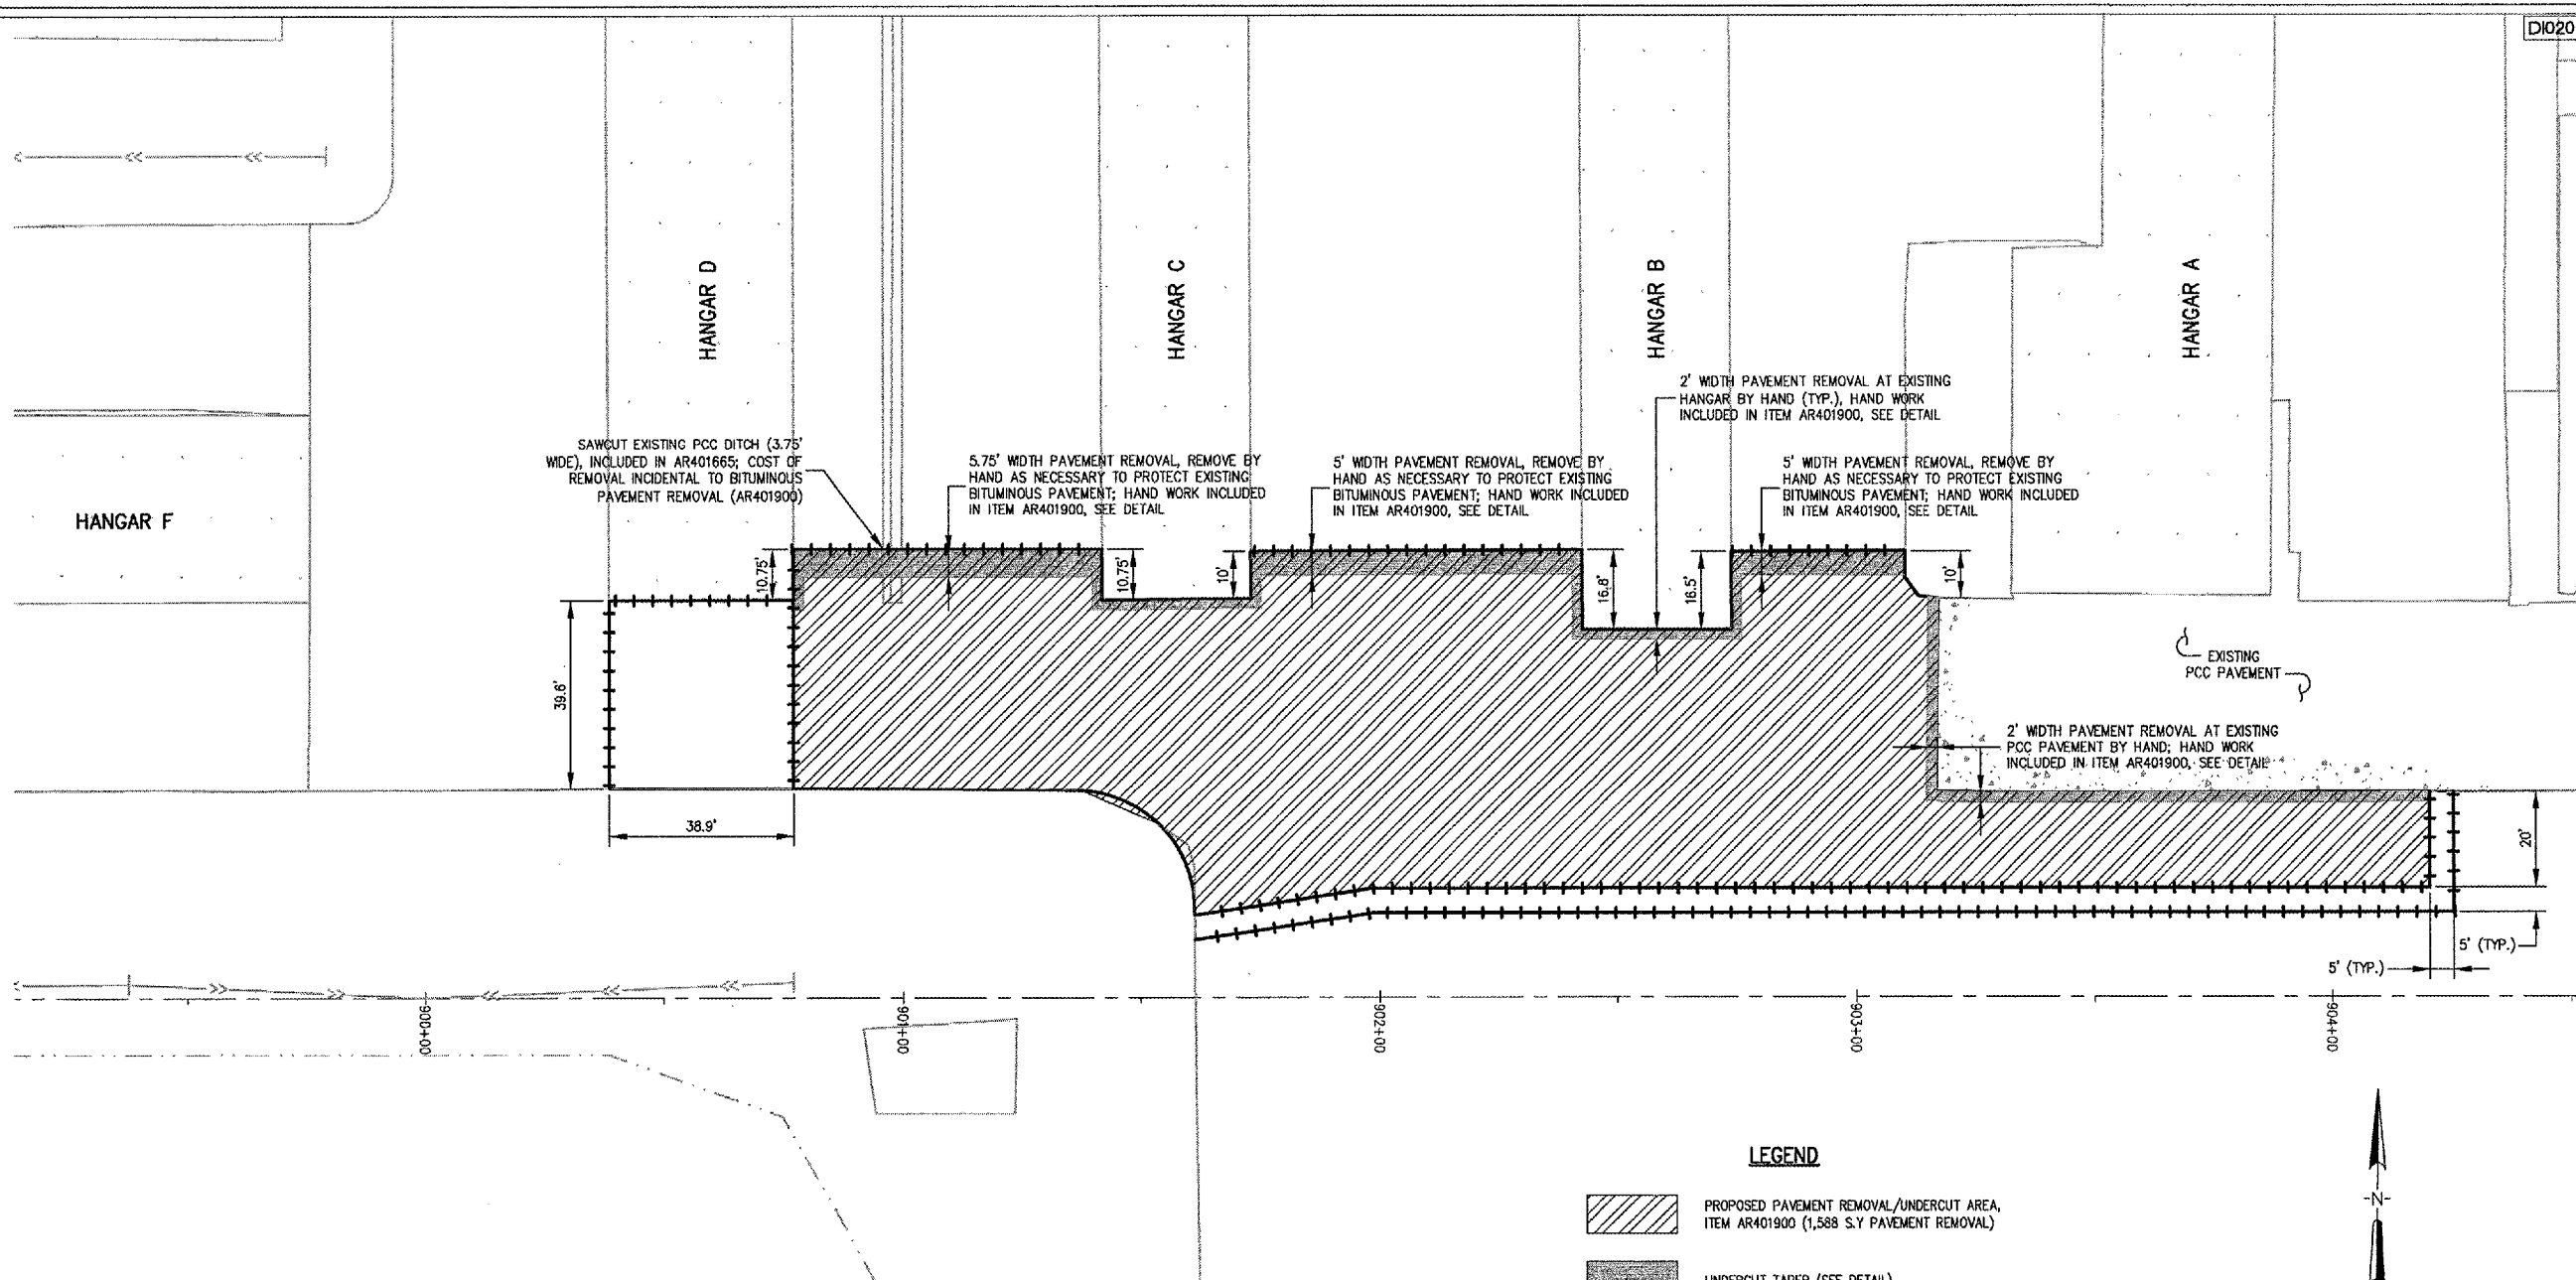 DI020
HANGAR D
HANGAR C
HANGAR B
HANGAR A
2' WIDTH PAVEMENT REMOVAL AT EXISTING
HANGAR BY HAND (TYP.), HAND WORK
INCLUDED IN ITEM AR401900, SEE DETAIL
SAWCUT EXISTING PCC DITCH (3.75'
WIDE), INCLUDED IN AR401665; COST OF
REMOVAL INCIDENTAL TO BITUMINOUS
PAVEMENT REMOVAL (AR401900)
5.75' WIDTH PAVEMENT REMOVAL, REMOVE BY
HAND AS NECESSARY TO PROTECT EXISTING
BITUMINOUS PAVEMENT; HAND WORK INCLUDED
IN ITEM AR401900, SEE DETAIL
5' WIDTH PAVEMENT REMOVAL, REMOVE BY
HAND AS NECESSARY TO PROTECT EXISTING
BITUMINOUS PAVEMENT; HAND WORK INCLUDED
IN ITEM AR401900, SEE DETAIL
5' WIDTH PAVEMENT REMOVAL, REMOVE BY
HAND AS NECESSARY TO PROTECT EXISTING
BITUMINOUS PAVEMENT; HAND WORK INCLUDED
IN ITEM AR401900, SEE DETAIL
HANGAR F
10.75'
10.75'
10'
16.8'
16.5'
10'
39.6'
EXISTING
PCC PAVEMENT
2' WIDTH PAVEMENT REMOVAL AT EXISTING
PCC PAVEMENT BY HAND; HAND WORK
INCLUDED IN ITEM AR401900, SEE DETAIL
38.9'
20'
5' (TYP.)
5' (TYP.)
900+00
901+00
902+00
903+00
904+00
LEGEND
PROPOSED PAVEMENT REMOVAL/UNDERCUT AREA,
ITEM AR401900 (1,588 S.Y PAVEMENT REMOVAL)
-N-
UNDERCUT TAPER (SEE DETAIL)